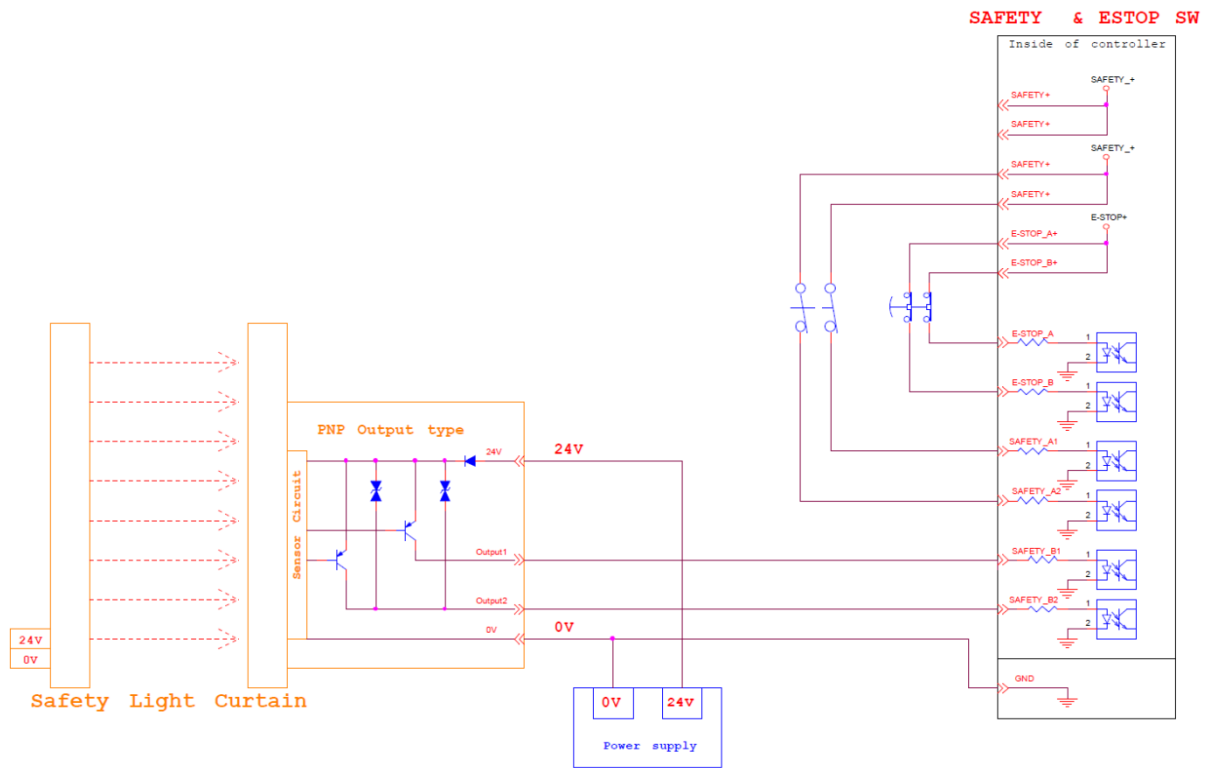 SAFETY & ESTOP SW
Inside of controller
SAFETY_+
SAFETY+
SAFETY+
SAFETY_+
SAFETY+
SAFETY+
E-STOP+
E-STOP_A+
E-STOP_B+
E-STOP_A
1
2
E-STOP_B
1
2
SAFETY_A1
1
2
SAFETY_A2
1
2
SAFETY_B1
1
2
SAFETY_B2
1
2
GND
PNP Output type
24V
24V
Sensor Circuit
Output1
Output2
0V
0V
24V
0V
Safety Light Curtain
0V
24V
Power supply